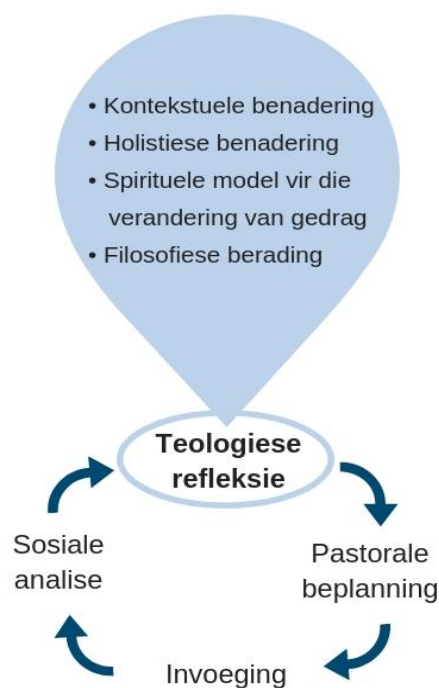 • Kontekstuele benadering
• Holistiese benadering
• Spirituele model vir die
verandering van gedrag
• Filosofiese berading
Teologiese
refleksie
Sosiale
analise
Pastorale
beplanning
Invoeging